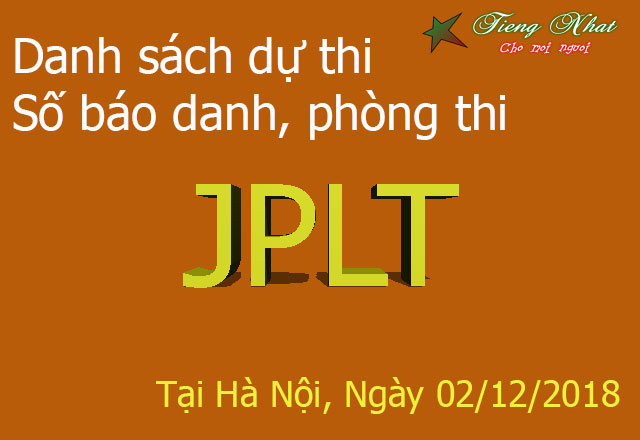 Tieng Nhat
Cho moi nguoi
Danh sách dự thi
Số báo danh, phòng thi
JPLT
Tại Hà Nội, Ngày 02/12/2018